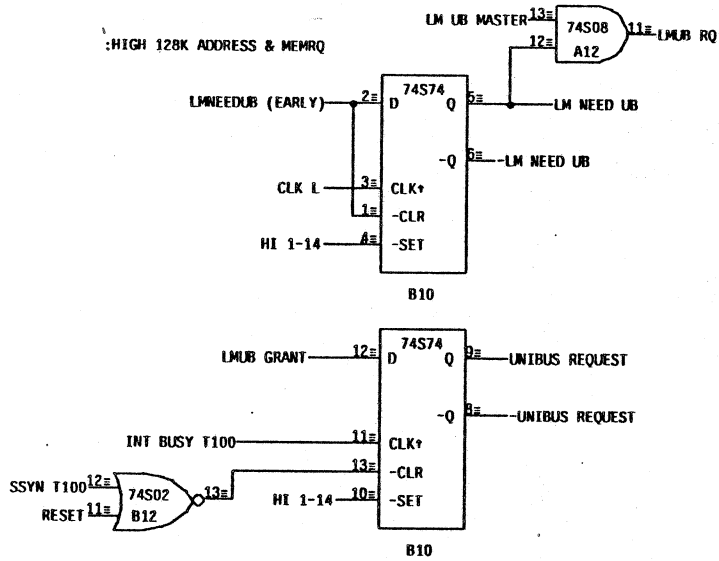 LM UB MASTER 13 74S08 11 LMUB RQ
12 A12
:HIGH 128K ADDRESS & MEMRQ
74S74
LMNEEDUB (EARLY) 2 D Q 5 LM NEED UB
-Q 6 -LM NEED UB
CLK L 3 CLK↑
1 -CLR
HI 1-14 4 -SET
B10
74S74
LMUB GRANT 12 D Q 9 UNIBUS REQUEST
-Q 8 -UNIBUS REQUEST
INT BUSY T100 11 CLK↑
13 -CLR
SSYN T100 12 74S02 13
HI 1-14 10 -SET
RESET 11 B12
B10